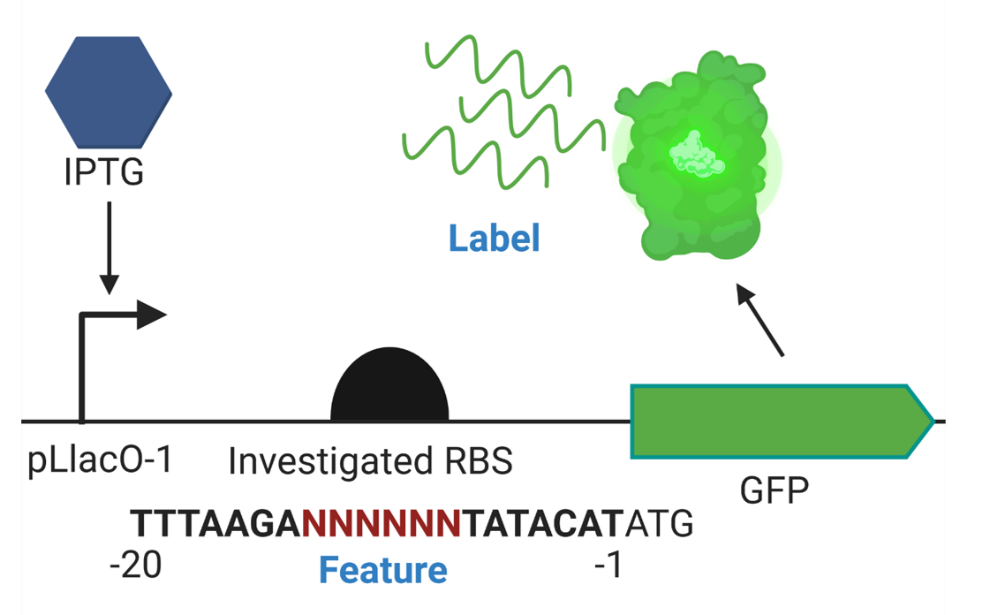 IPTG
Label
pLlacO-1
Investigated RBS
GFP
TTTAAGANNNNNNTATACATATG
-20
Feature
-1